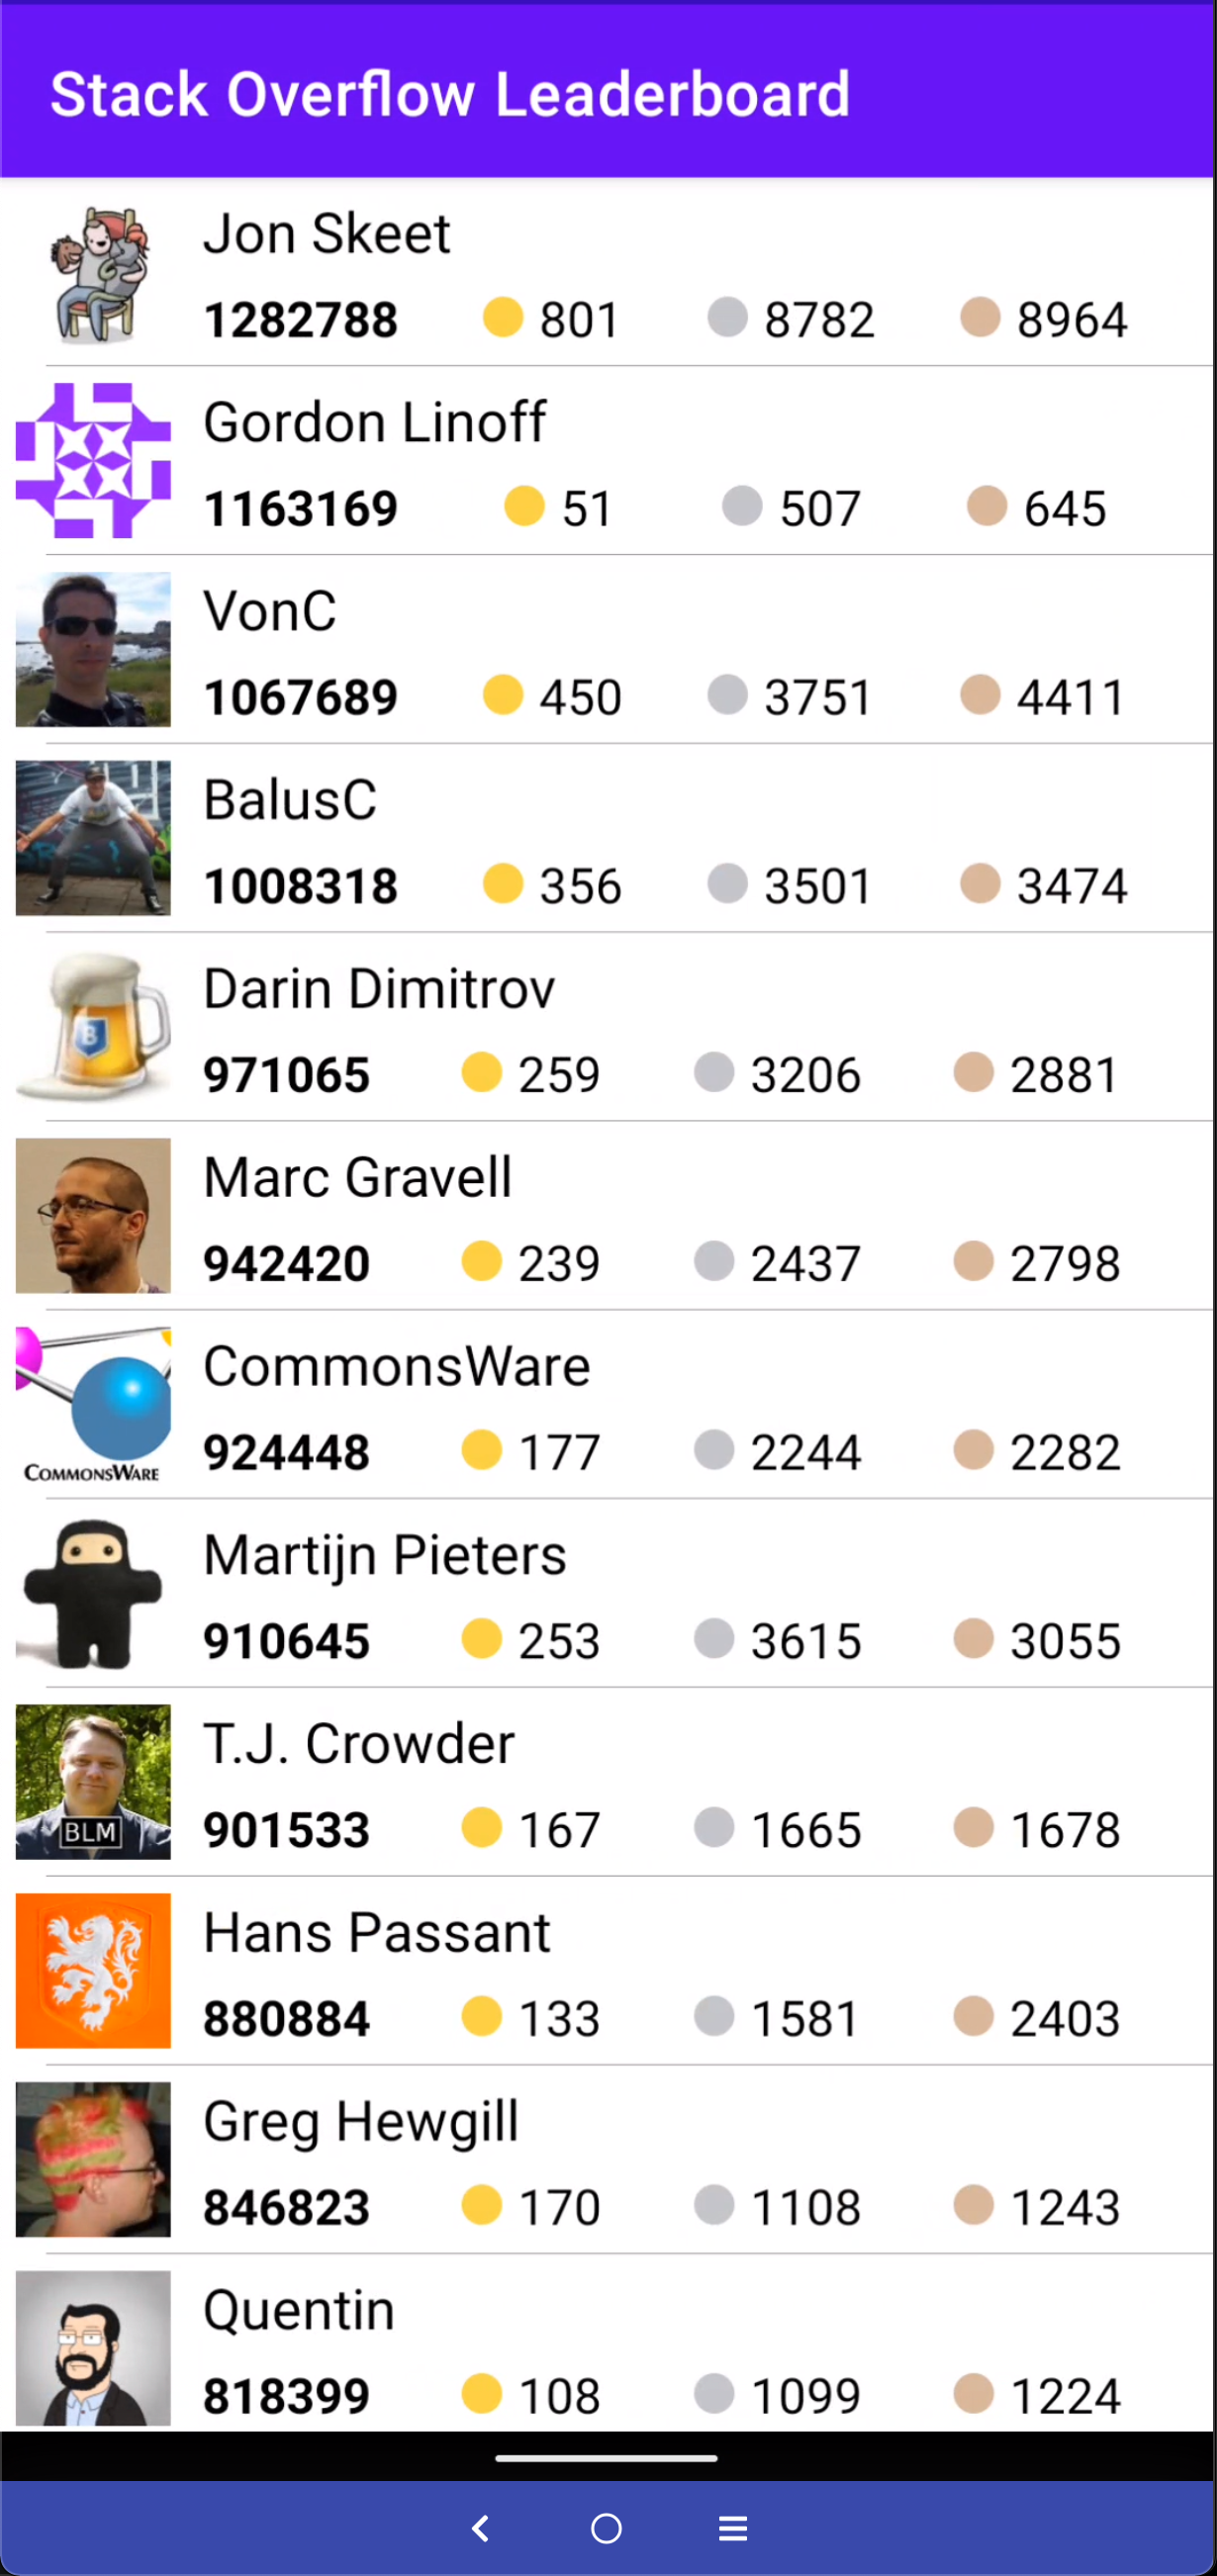 Stack Overflow Leaderboard
Jon Skeet
1282788 801 8782 8964
Gordon Linoff
1163169 51 507 645
VonC
1067689 450 3751 4411
BalusC
1008318 356 3501 3474
Darin Dimitrov
B
971065 259 3206 2881
Marc Gravell
942420 239 2437 2798
CommonsWare
924448 177 2244 2282
COMMONSWARE
Martijn Pieters
910645 253 3615 3055
T.J. Crowder
901533 167 1665 1678
BLM
Hans Passant
880884 133 1581 2403
Greg Hewgill
846823 170 1108 1243
Quentin
818399 108 1099 1224